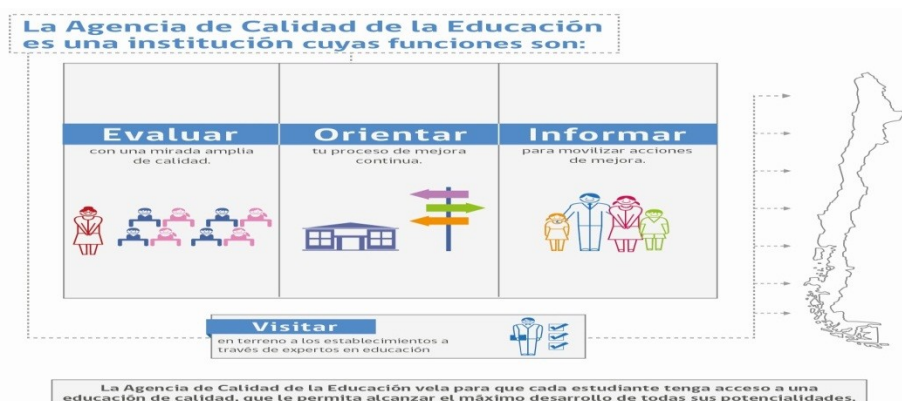 La Agencia de Calidad de la Educación
es una institución cuyas funciones son:
Evaluar
con una mirada amplia
de calidad.
Orientar
tu proceso de mejora
continua.
Informar
para movilizar acciones
de mejora.
Visitar
en terreno a los establecimientos a
través de expertos en educación
La Agencia de Calidad de la Educación vela para que cada estudiante tenga acceso a una
educación de calidad, que le permita alcanzar el máximo desarrollo de todas sus potencialidades.